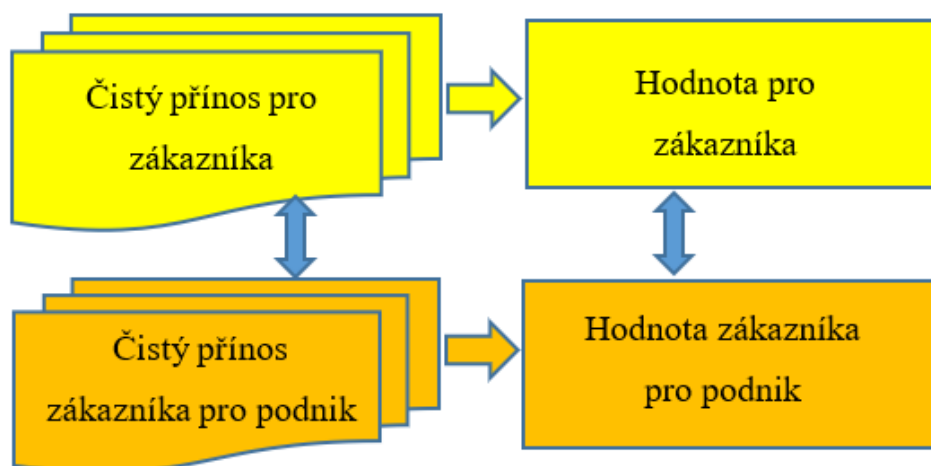 Čistý přínos pro
zákazníka
Hodnota pro
zákazníka
Čistý přínos
zákazníka pro podnik
Hodnota zákazníka
pro podnik